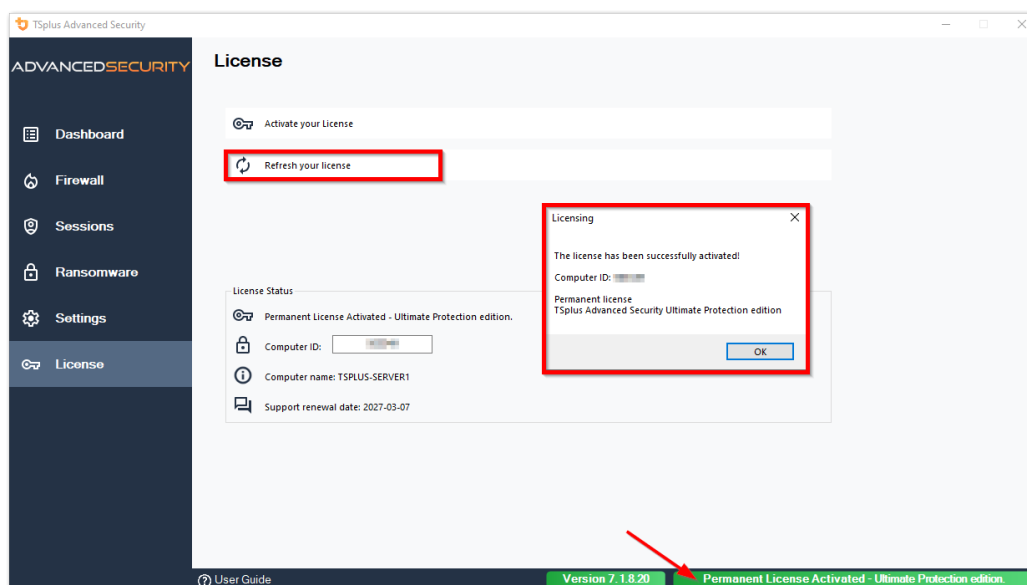 TSplus Advanced Security
ADVANCEDSECURITY
License
Activate your License
Dashboard
Refresh your license
Firewall
Sessions
Ransomware
Settings
License
Licensing
The license has been successfully activated!
Computer ID:
Permanent license
TSplus Advanced Security Ultimate Protection edition
OK
License Status
Permanent License Activated - Ultimate Protection edition.
Computer ID:
Computer name: TSPLUS-SERVER1
Support renewal date: 2027-03-07
User Guide
Version 7.1.8.20
Permanent License Activated - Ultimate Protection edition.